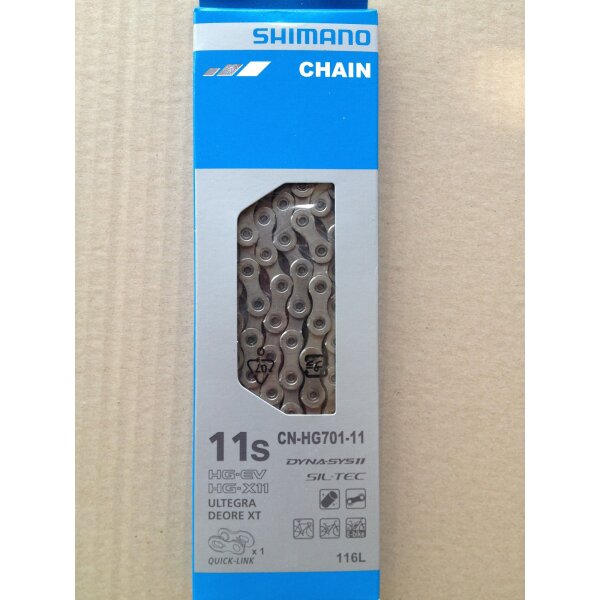 SHIMANO
CHAIN
11s CN-HG701-11
HG-EV DYNA-SYS11
HG-X11 SIL-TEC
ULTEGRA
DEORE XT
x 1
QUICK-LINK
116L